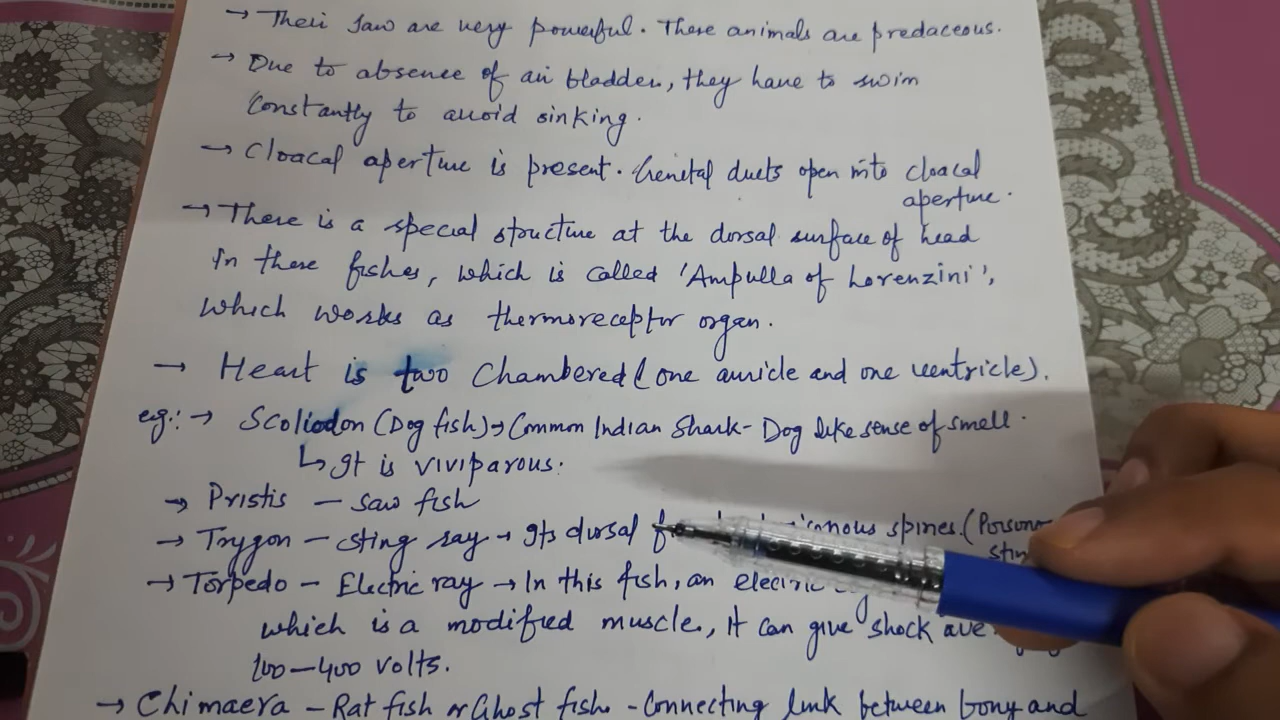 → Their Jaw are very powerful. These animals are predaceous.
→ Due to absence of air bladder, they have to swim
Constantly to avoid sinking.
→ Cloacal aperture is present. Genital ducts open into cloacal
aperture.
→ There is a special structure at the dorsal surface of head
In these fishes, which is called 'Ampulla of Lorenzini',
Which works as thermoreceptor organ.
→ Heart is two Chambered (one auricle and one ventricle).
eg:: → Scoliodon (Dog fish) → Common Indian Shark - Dog like sense of smell.
↳ It is viviparous.
→ Pristis – Saw fish
→ Trygon – sting ray → Its dorsal spines. (
→ Torpedo – Electric ray → In this fish, an electric
which is a modified muscle, It can give shock
100–400 volts.
→ Chimaera – Rat fish or Ghost fish - Connecting link between bony and